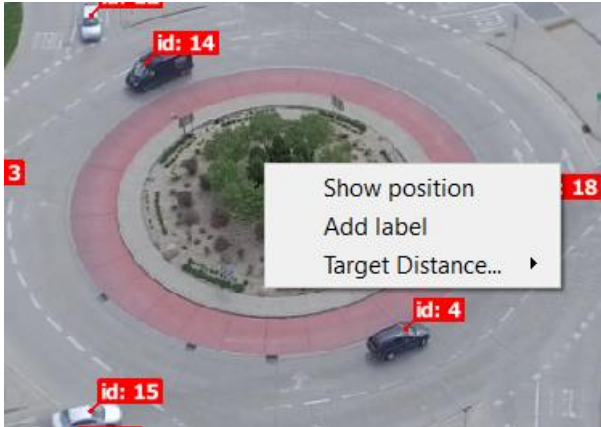 id: 14
3
Show position
: 18
Add label
Target Distance...
id: 4
id: 15